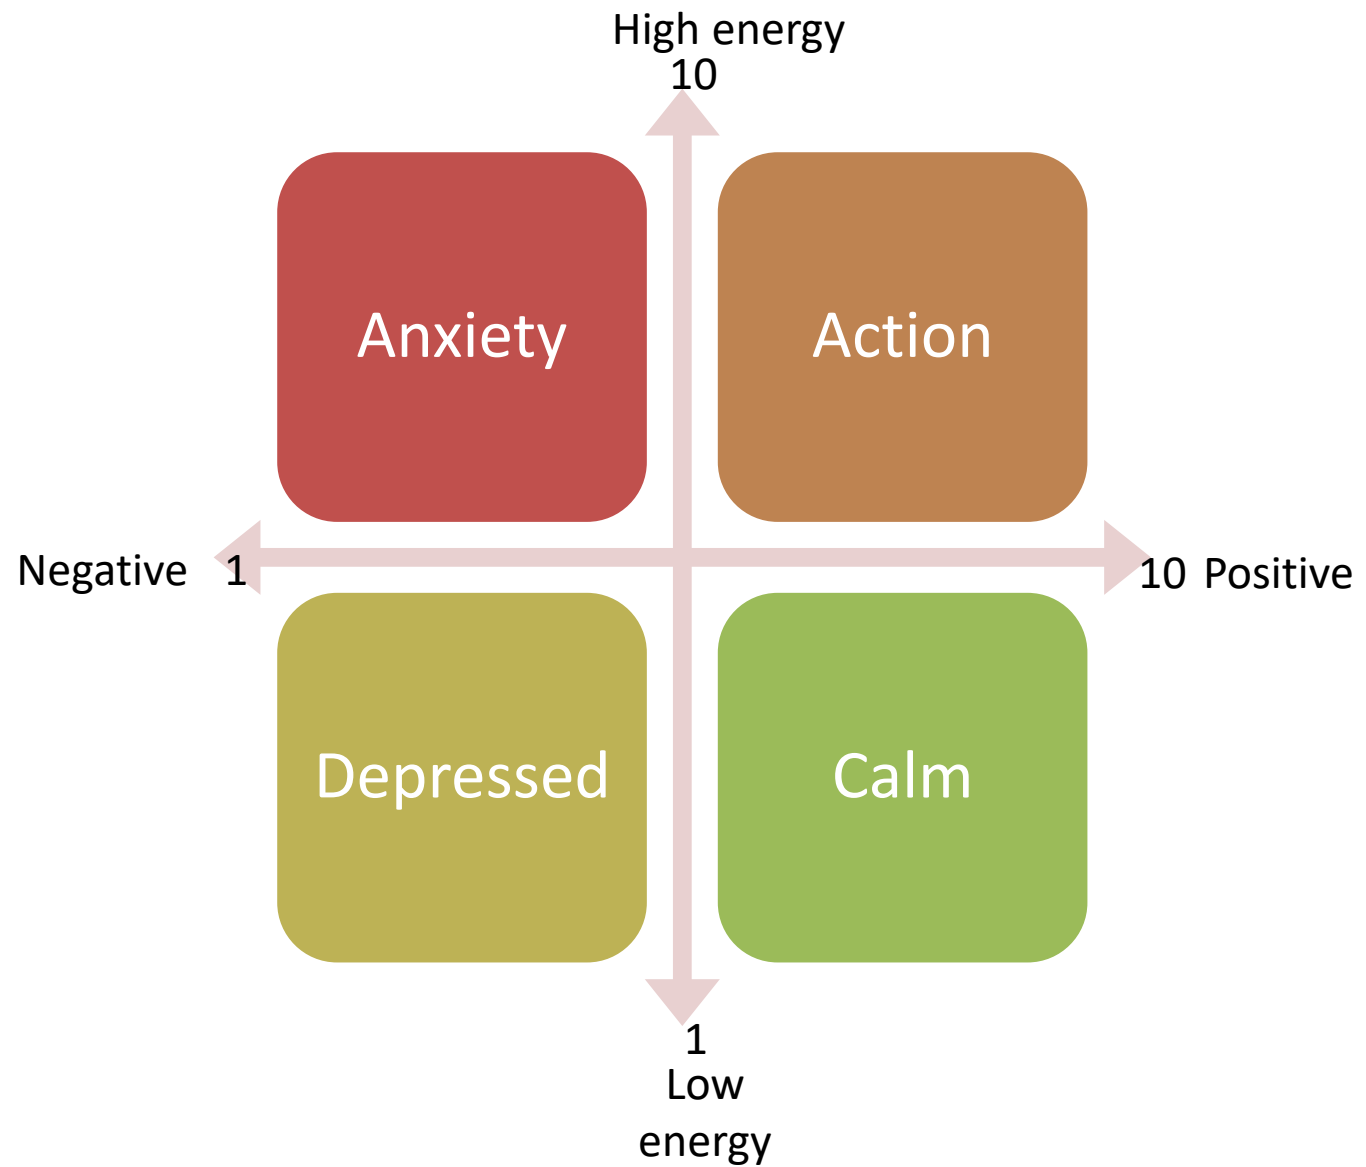 High energy
10
Anxiety
Action
Negative 1
10 Positive
Depressed
Calm
1
Low
energy